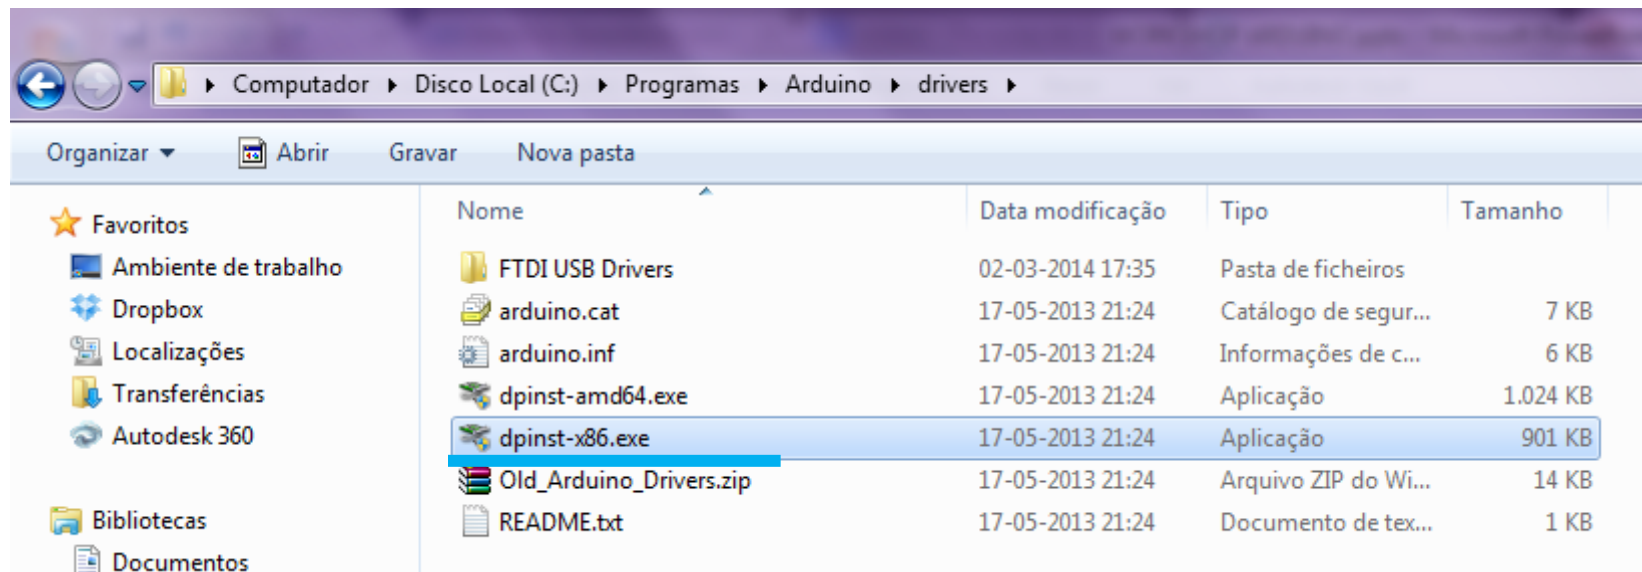 Computador Disco Local (C:) Programas Arduino drivers
Organizar Abrir Gravar Nova pasta
Favoritos
Ambiente de trabalho
Dropbox
Localizações
Transferências
Autodesk 360
Bibliotecas
Documentos
Nome Data modificação Tipo Tamanho
FTDI USB Drivers 02-03-2014 17:35 Pasta de ficheiros
arduino.cat 17-05-2013 21:24 Catálogo de segur... 7 KB
arduino.inf 17-05-2013 21:24 Informações de c... 6 KB
dpinst-amd64.exe 17-05-2013 21:24 Aplicação 1.024 KB
dpinst-x86.exe 17-05-2013 21:24 Aplicação 901 KB
Old_Arduino_Drivers.zip 17-05-2013 21:24 Arquivo ZIP do Wi... 14 KB
README.txt 17-05-2013 21:24 Documento de tex... 1 KB